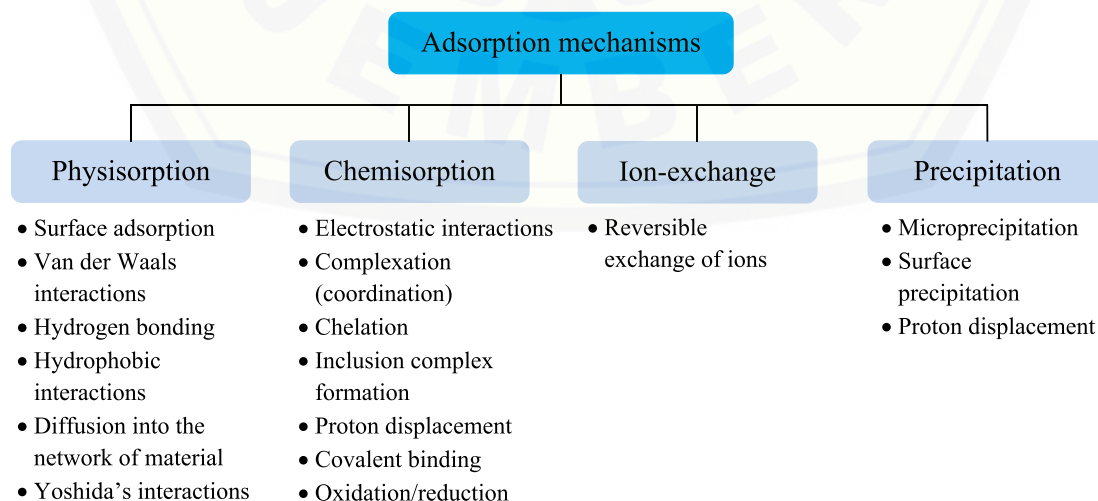 Adsorption mechanisms
Physisorption
• Surface adsorption
• Van der Waals
interactions
• Hydrogen bonding
• Hydrophobic
interactions
• Diffusion into the
network of material
• Yoshida's interactions
Chemisorption
• Electrostatic interactions
• Complexation
(coordination)
• Chelation
• Inclusion complex
formation
• Proton displacement
• Covalent binding
• Oxidation/reduction
Ion-exchange
• Reversible
exchange of ions
Precipitation
• Microprecipitation
• Surface
precipitation
• Proton displacement